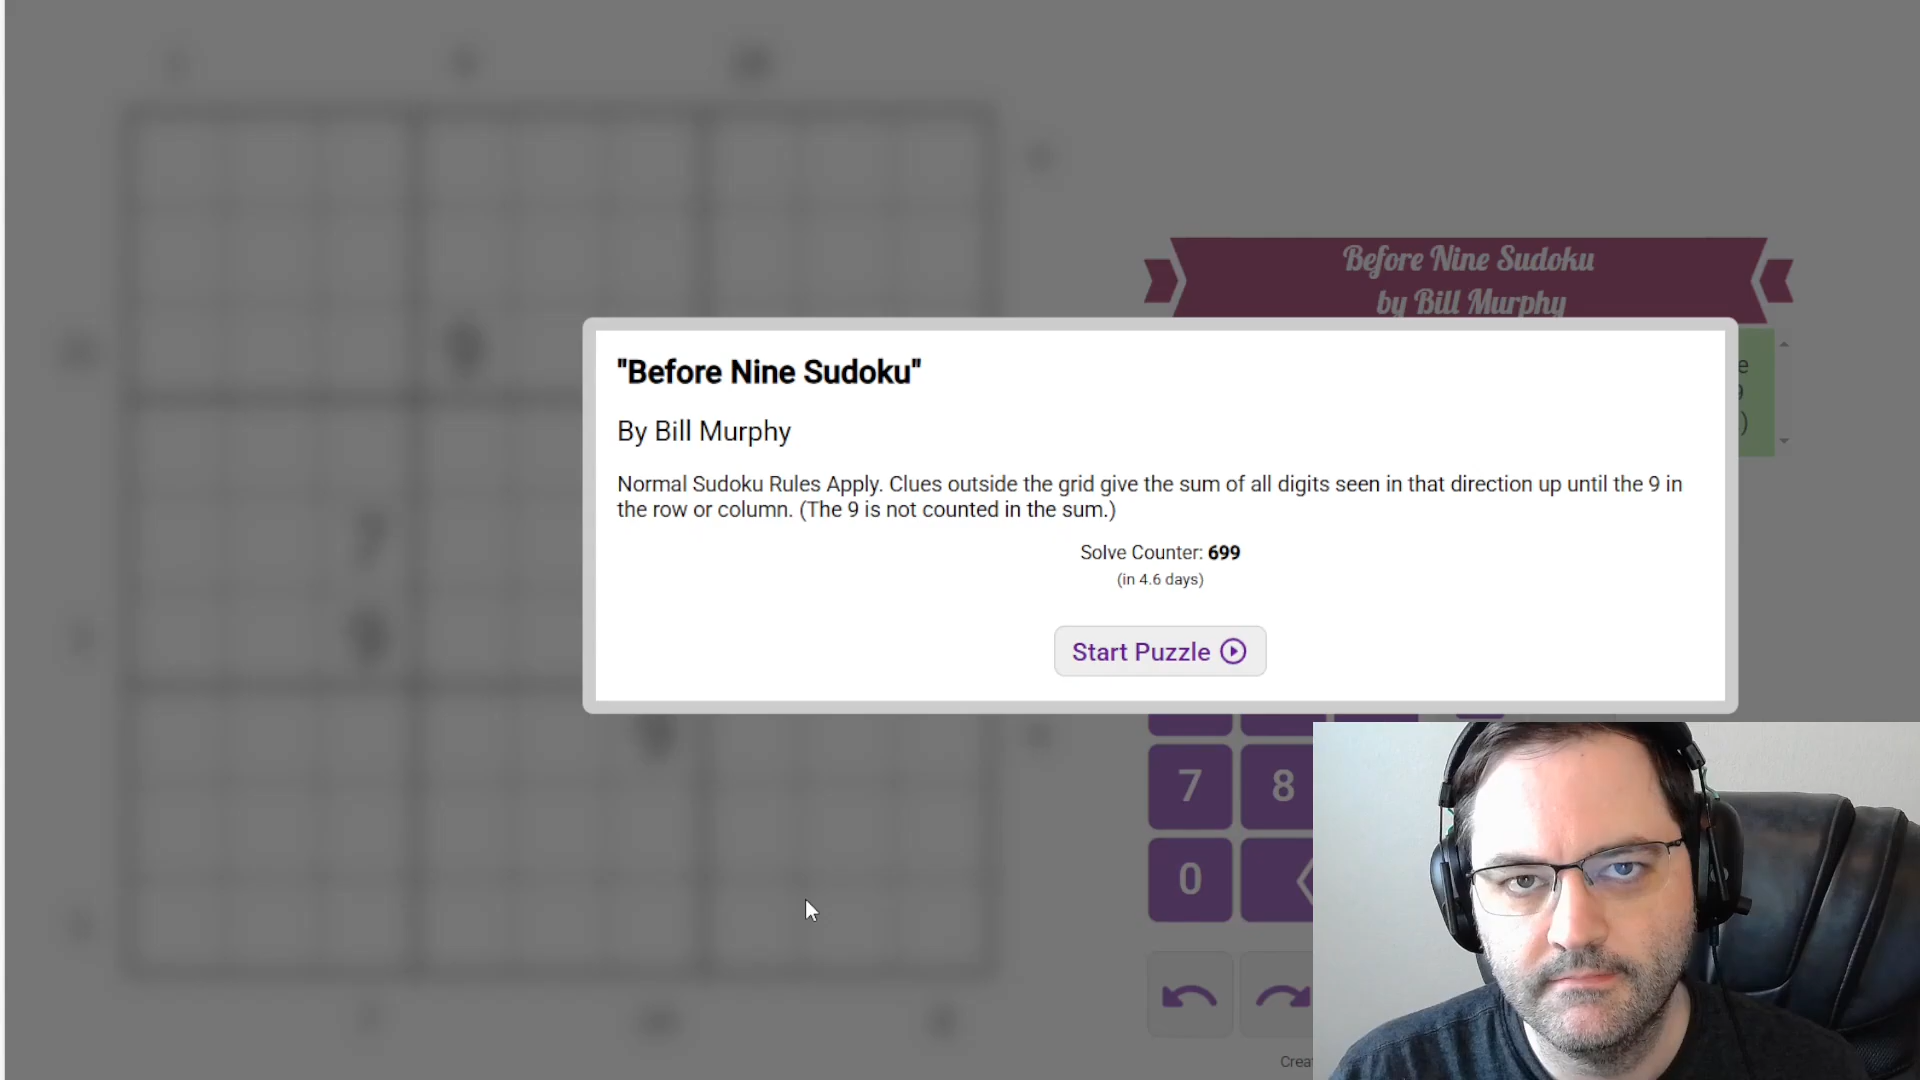 Before Nine Sudoku
by Bill Murphy
"Before Nine Sudoku"
By Bill Murphy
Normal Sudoku Rules Apply. Clues outside the grid give the sum of all digits seen in that direction up until the 9 in
the row or column. (The 9 is not counted in the sum.)
Solve Counter: 699
(in 4.6 days)
Start Puzzle
7 8
0